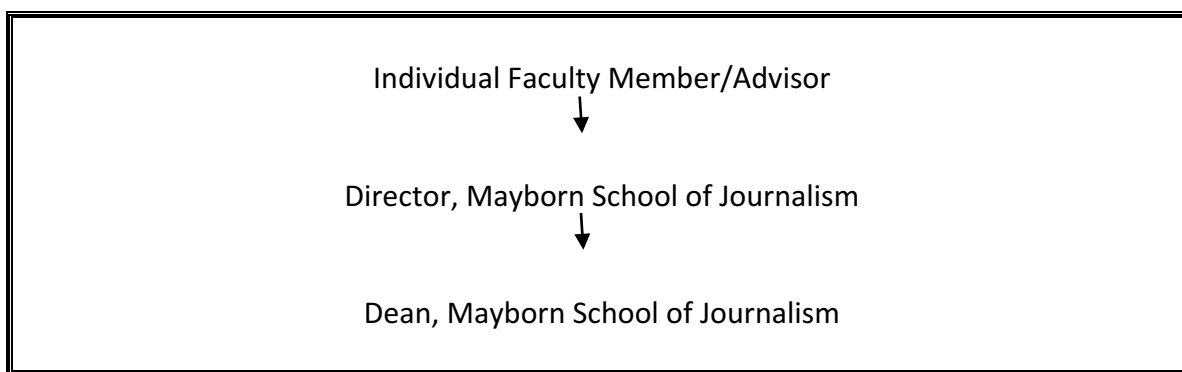 Individual Faculty Member/Advisor
Director, Mayborn School of Journalism
Dean, Mayborn School of Journalism